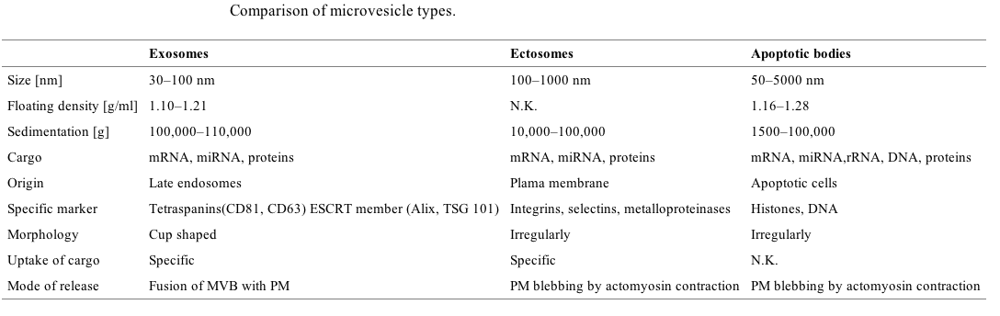 Comparison of microvesicle types.
Exosomes Ectosomes Apoptotic bodies
Size [nm] 30–100 nm 100–1000 nm 50–5000 nm
Floating density [g/ml] 1.10–1.21 N.K. 1.16–1.28
Sedimentation [g] 100,000–110,000 10,000–100,000 1500–100,000
Cargo mRNA, miRNA, proteins mRNA, miRNA, proteins mRNA, miRNA,rRNA, DNA, proteins
Origin Late endosomes Plama membrane Apoptotic cells
Specific marker Tetraspanins(CD81, CD63) ESCRT member (Alix, TSG 101) Integrins, selectins, metalloproteinases Histones, DNA
Morphology Cup shaped Irregularly Irregularly
Uptake of cargo Specific Specific N.K.
Mode of release Fusion of MVB with PM PM blebbing by actomyosin contraction PM blebbing by actomyosin contraction